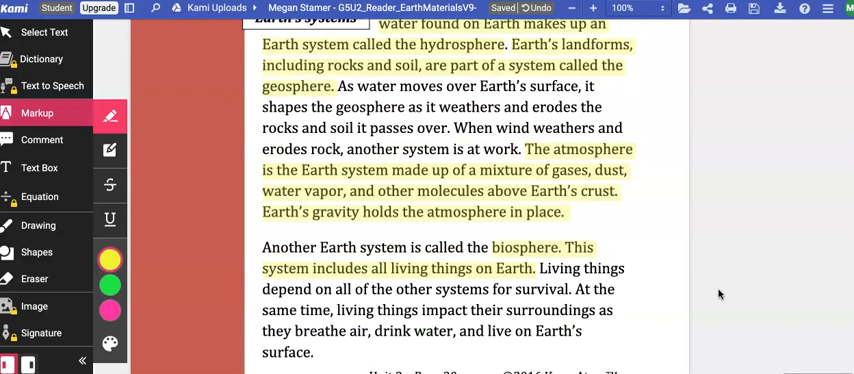 Kami
Student
Upgrade
Kami Uploads
Megan Stamer - G5U2_Reader_EarthMaterialsV9-
Saved
Undo
100%
Select Text
Dictionary
Text to Speech
Markup
Comment
Text Box
Equation
Drawing
Shapes
Eraser
Image
Signature
Earth's systems
water found on Earth makes up an
Earth system called the hydrosphere. Earth's landforms,
including rocks and soil, are part of a system called the
geosphere. As water moves over Earth's surface, it
shapes the geosphere as it weathers and erodes the
rocks and soil it passes over. When wind weathers and
erodes rock, another system is at work. The atmosphere
is the Earth system made up of a mixture of gases, dust,
water vapor, and other molecules above Earth's crust.
Earth's gravity holds the atmosphere in place.
Another Earth system is called the biosphere. This
system includes all living things on Earth. Living things
depend on all of the other systems for survival. At the
same time, living things impact their surroundings as
they breathe air, drink water, and live on Earth's
surface.